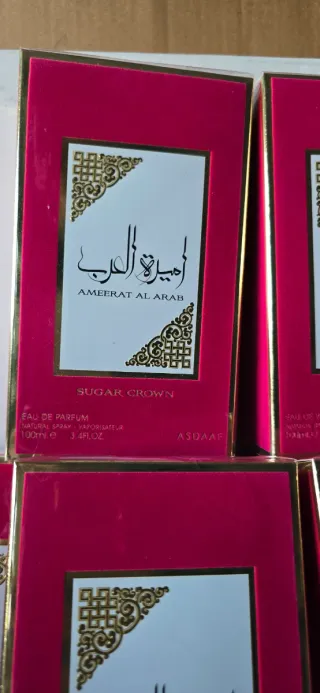 اميرة العرب
AMEERAT AL ARAB
SUGAR CROWN
EAU DE PARFUM
NATURAL SPRAY - VAPORISATEUR
100ml e 3.4FL.OZ
ASDAAF